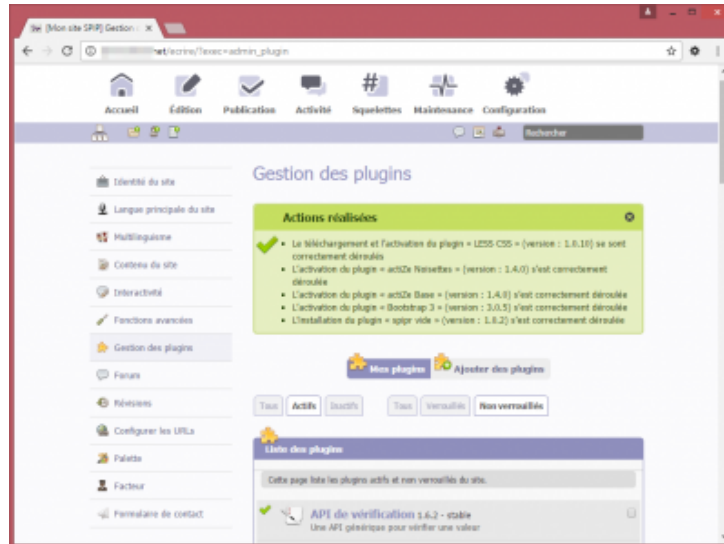 [Mon site SPIP] Gestion
net/ecrire/?exec=admin_plugin
Accueil Édition Publication Activité Squelettes Maintenance Configuration
Rechercher
Identité du site
Langue principale du site
Multilinguisme
Contenu du site
Interactivité
Fonctions avancées
Gestion des plugins
Forum
Révisions
Configurer les URLs
Palette
Facteur
Formulaire de contact
Gestion des plugins
Actions réalisées
Le téléchargement et l'activation du plugin « LESS CSS » (version : 1.8.10) se sont
correctement déroulés
L'activation du plugin « actiZe Noisettes » (version : 1.4.0) s'est correctement
déroulée
L'activation du plugin « actiZe Base » (version : 1.4.0) s'est correctement déroulée
L'activation du plugin « Bootstrap 3 » (version : 3.0.5) s'est correctement déroulée
L'installation du plugin « spipr vide » (version : 1.0.2) s'est correctement déroulée
Mes plugins Ajouter des plugins
Tous Actifs Inactifs Tous Verrouillés Non verrouillés
Liste des plugins
Cette page liste les plugins actifs et non verrouillés du site.
API de vérification 1.6.2 - stable
Une API générique pour vérifier une valeur